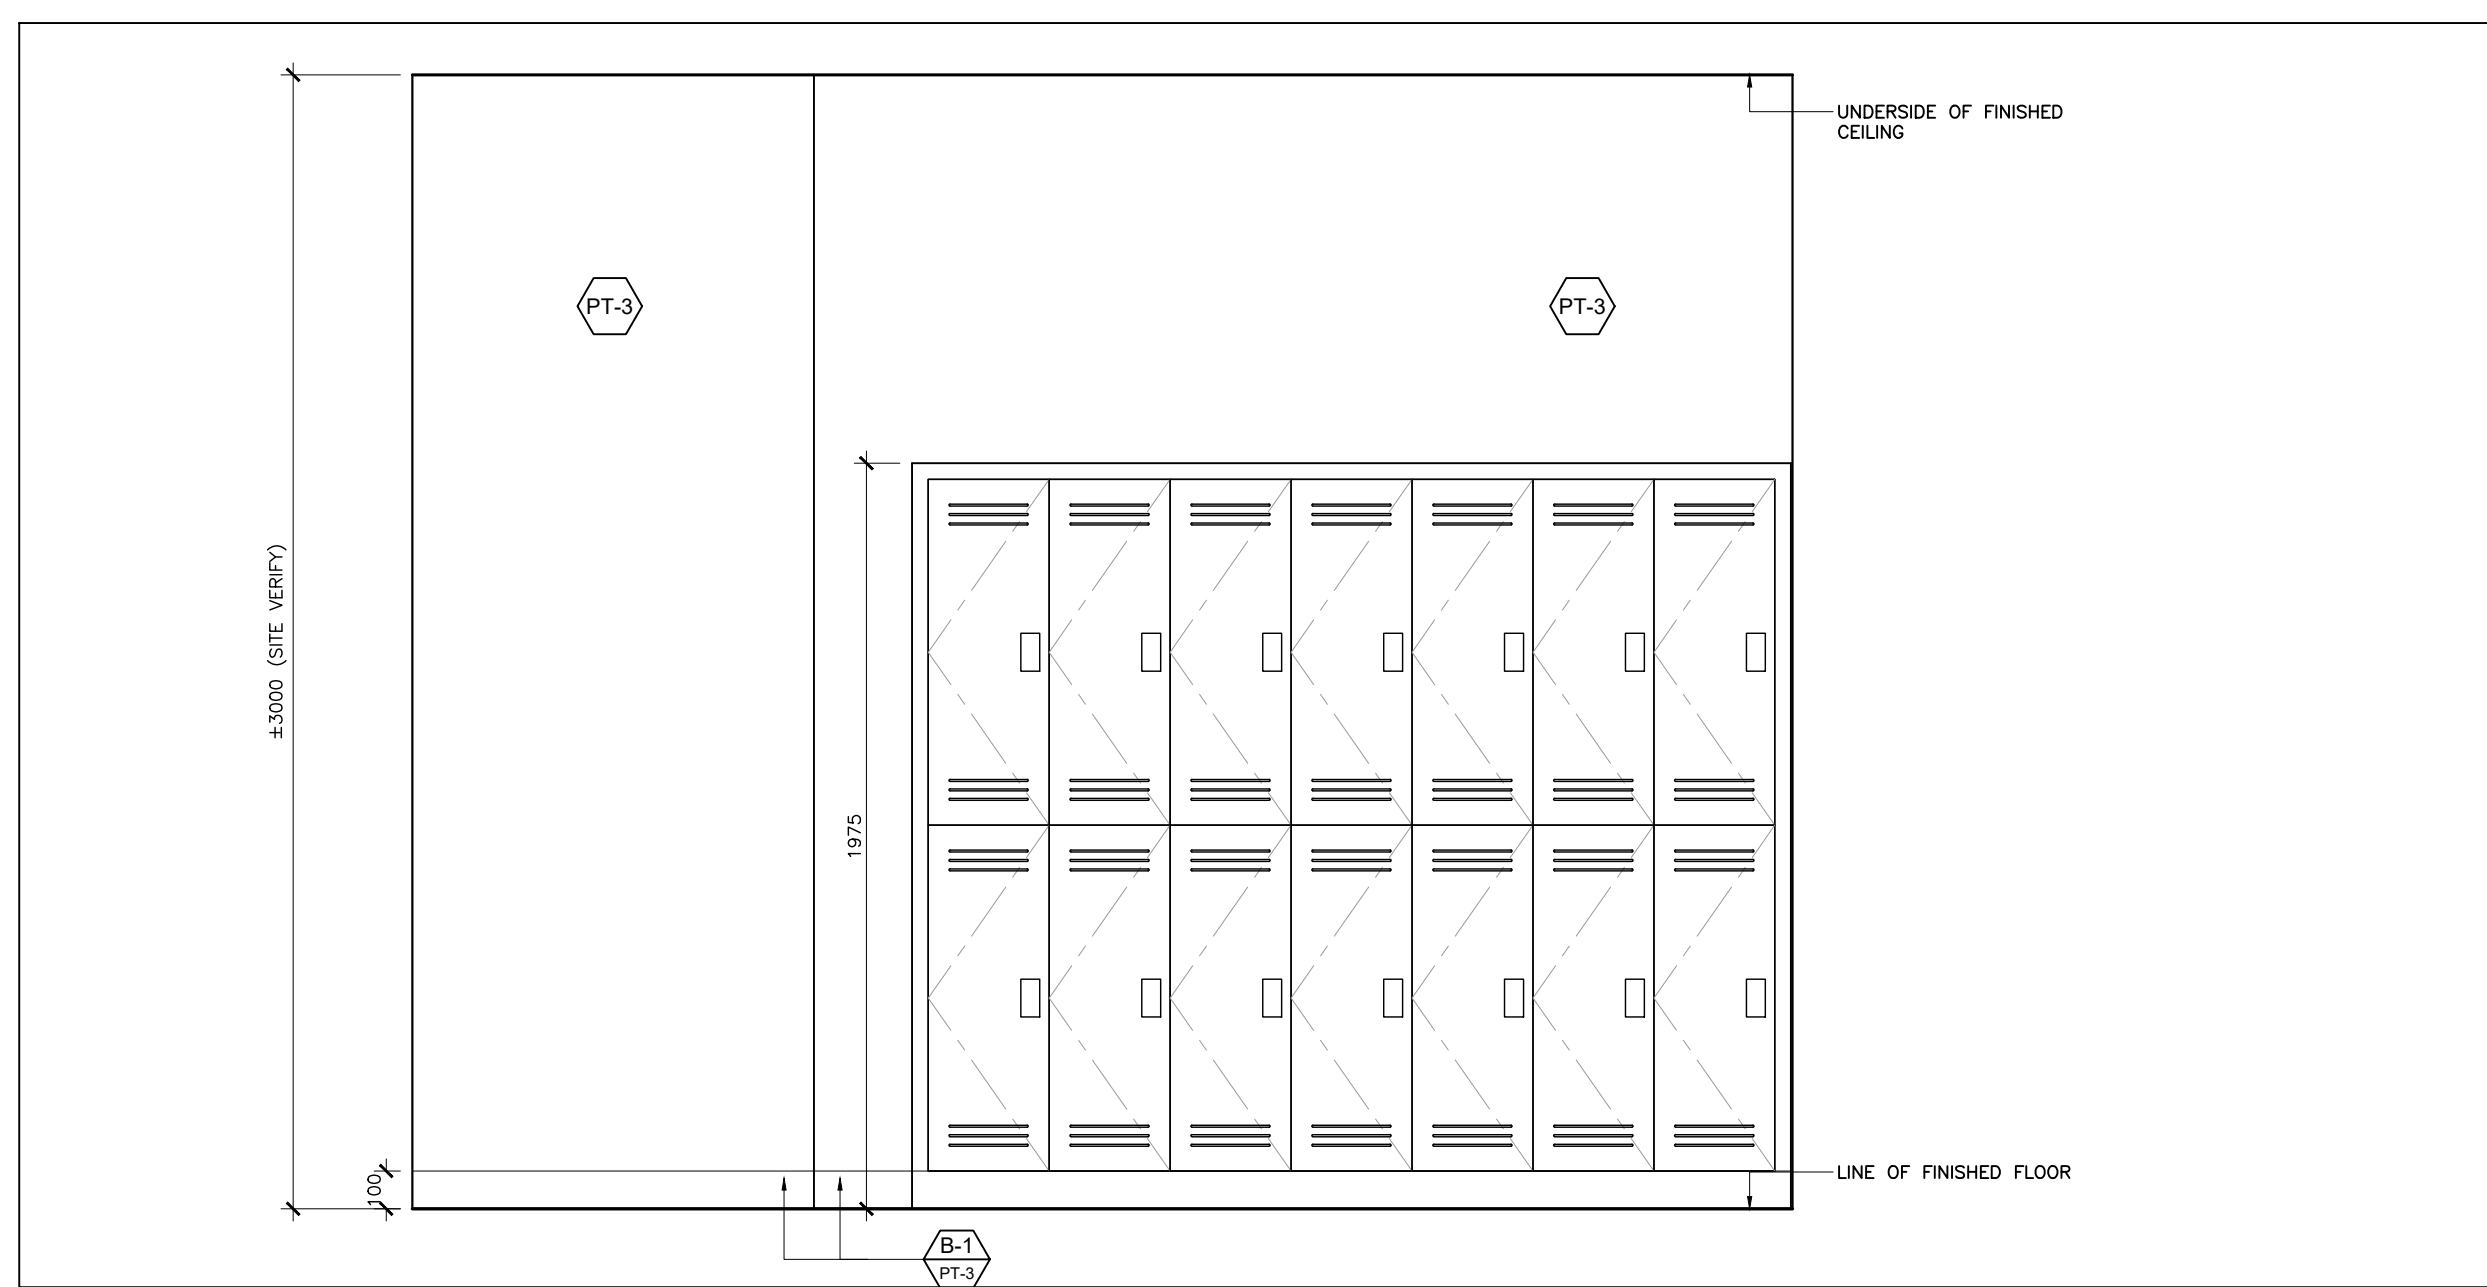 UNDERSIDE OF FINISHED
CEILING
PT-3
PT-3
±3000 (SITE VERIFY)
1975
100
LINE OF FINISHED FLOOR
B-1
PT-3